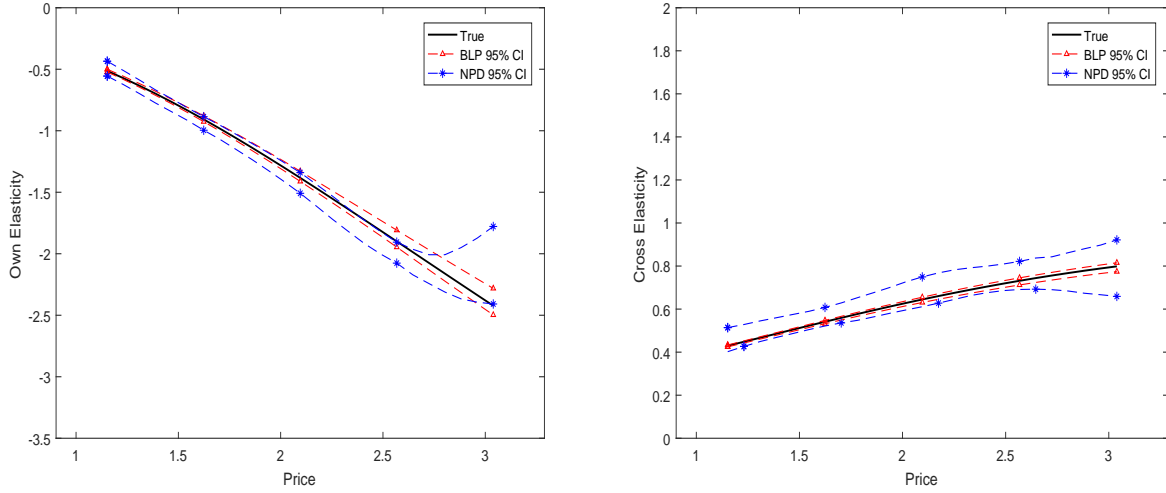 0
-0.5
-1
-1.5
-2
-2.5
-3
-3.5
1
1.5
2
2.5
3
Own Elasticity
Price
True
BLP 95% CI
NPD 95% CI
2
1.8
1.6
1.4
1.2
1
0.8
0.6
0.4
0.2
0
1
1.5
2
2.5
3
Cross Elasticity
Price
True
BLP 95% CI
NPD 95% CI